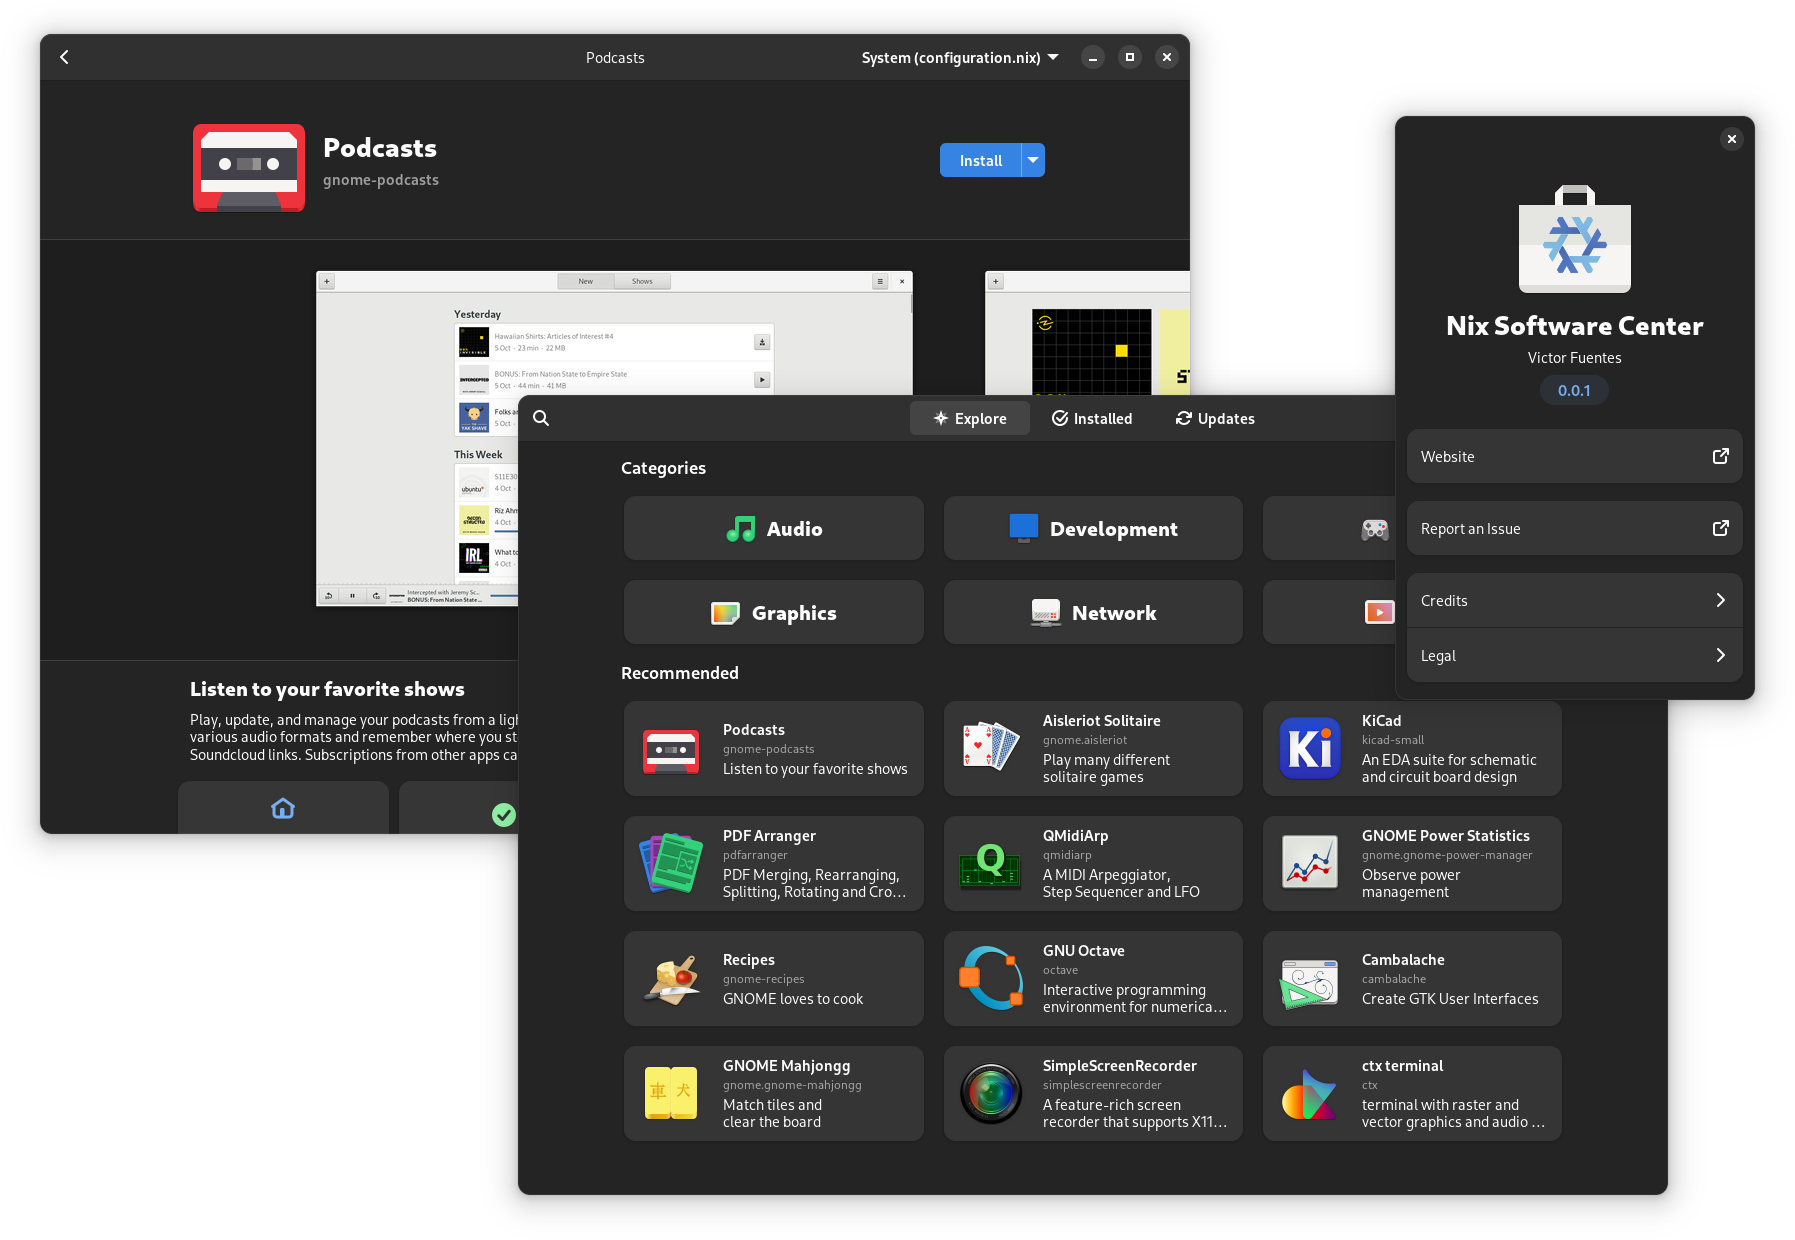 Podcasts
System (configuration.nix)
Podcasts
gnome-podcasts
Install
New
Shows
Yesterday
Hawaiian Shirts: Articles of Interest #4
5 Oct · 23 min · 22 MB
BONUS: From Nation State to Empire State
5 Oct · 44 min · 41 MB
Folks a
5 Oct ·
This Week
S11E30
4 Oct ·
Riz Ahm
4 Oct ·
What to
4 Oct ·
INTERCEPTED
YAK SHAVE
ubuntu
IRL
Intercepted with Jeremy Sc...
BONUS: From Nation State ...
Listen to your favorite shows
Play, update, and manage your podcasts from a ligh
various audio formats and remember where you st
Soundcloud links. Subscriptions from other apps ca
Explore
Installed
Updates
Categories
Audio
Development
Graphics
Network
Recommended
Podcasts
gnome-podcasts
Listen to your favorite shows
Aisleriot Solitaire
gnome.aisleriot
Play many different
solitaire games
Ki
KiCad
kicad-small
An EDA suite for schematic
and circuit board design
PDF Arranger
pdfarranger
PDF Merging, Rearranging,
Splitting, Rotating and Cro...
Q
QMidiArp
qmidiarp
A MIDI Arpeggiator,
Step Sequencer and LFO
GNOME Power Statistics
gnome.gnome-power-manager
Observe power
management
Recipes
gnome-recipes
GNOME loves to cook
GNU Octave
octave
Interactive programming
environment for numerica...
Cambalache
cambalache
Create GTK User Interfaces
車 犬
GNOME Mahjongg
gnome.gnome-mahjongg
Match tiles and
clear the board
SimpleScreenRecorder
simplescreenrecorder
A feature-rich screen
recorder that supports X11...
ctx terminal
ctx
terminal with raster and
vector graphics and audio ...
Nix Software Center
Victor Fuentes
0.0.1
Website
Report an Issue
Credits
Legal